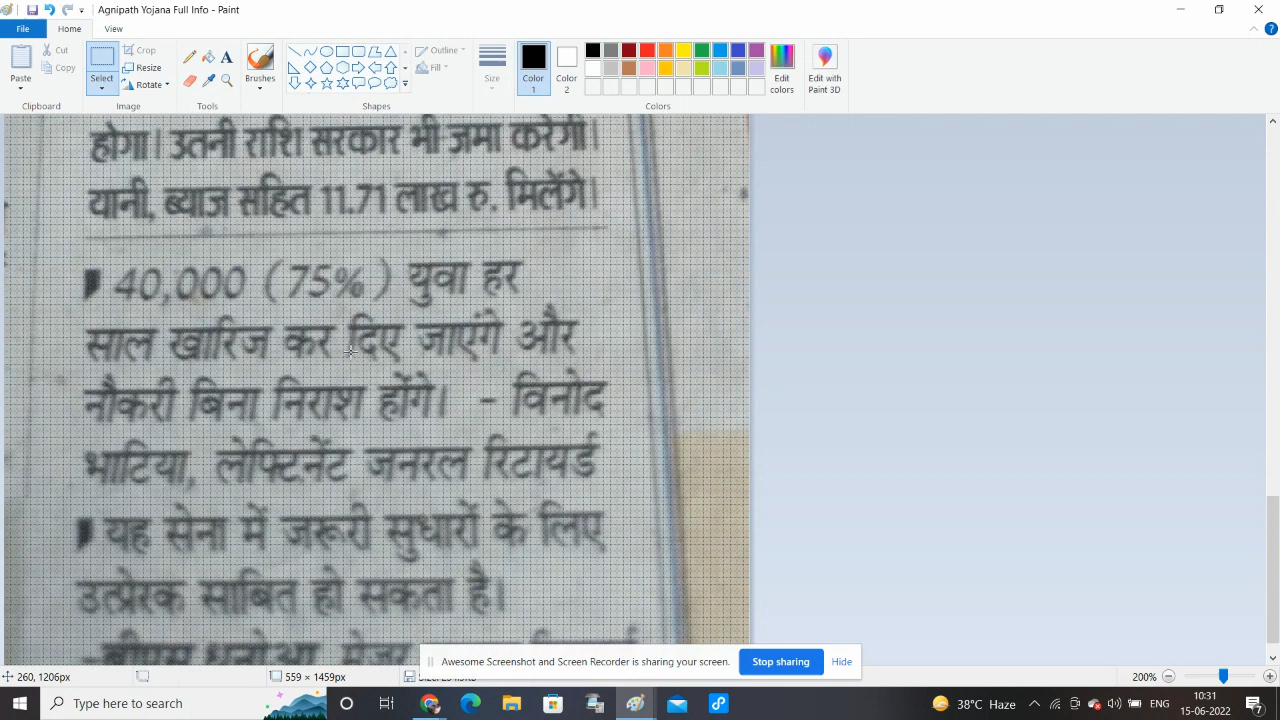 Agnipath Yojana Full Info - Paint
File Home View
Paste
Cut
Copy
Clipboard
Select
Crop
Resize
Rotate
Image
Tools
Brushes
Shapes
Outline
Fill
Size
Color 1
Color 2
Colors
Edit colors
Edit with Paint 3D
होगा। उतनी राशि सरकार भी जमा करेगी।
यानी, ब्याज सहित 11.71 लाख रु. मिलेंगे।
40,000 (75%) युवा हर
साल खारिज कर दिए जाएंगे और
नौकरी बिना निराश होंगे। - विनोद
भाटिया, लेफ्टिनेंट जनरल रिटायर्ड
यह सेना में जरूरी सुधारों के लिए
उत्प्रेरक साबित हो सकता है।
Awesome Screenshot and Screen Recorder is sharing your screen. Stop sharing Hide
260, 1206px 559 × 1459px
Type here to search
38°C Haze ENG 10:31
15-06-2022